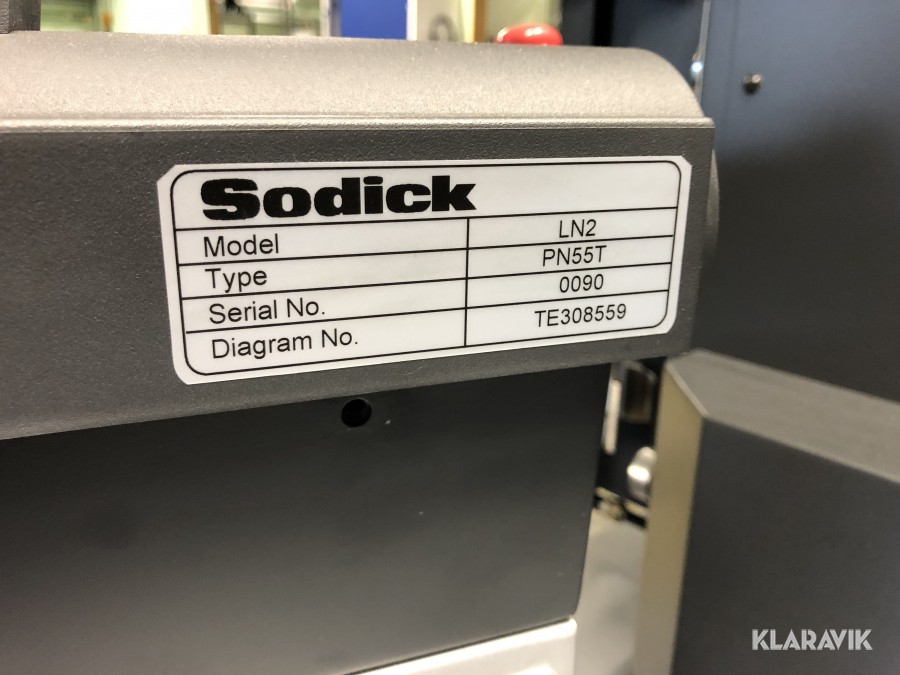 Sodick
Model LN2
Type PN55T
Serial No. 0090
Diagram No. TE308559
KLARAVIK